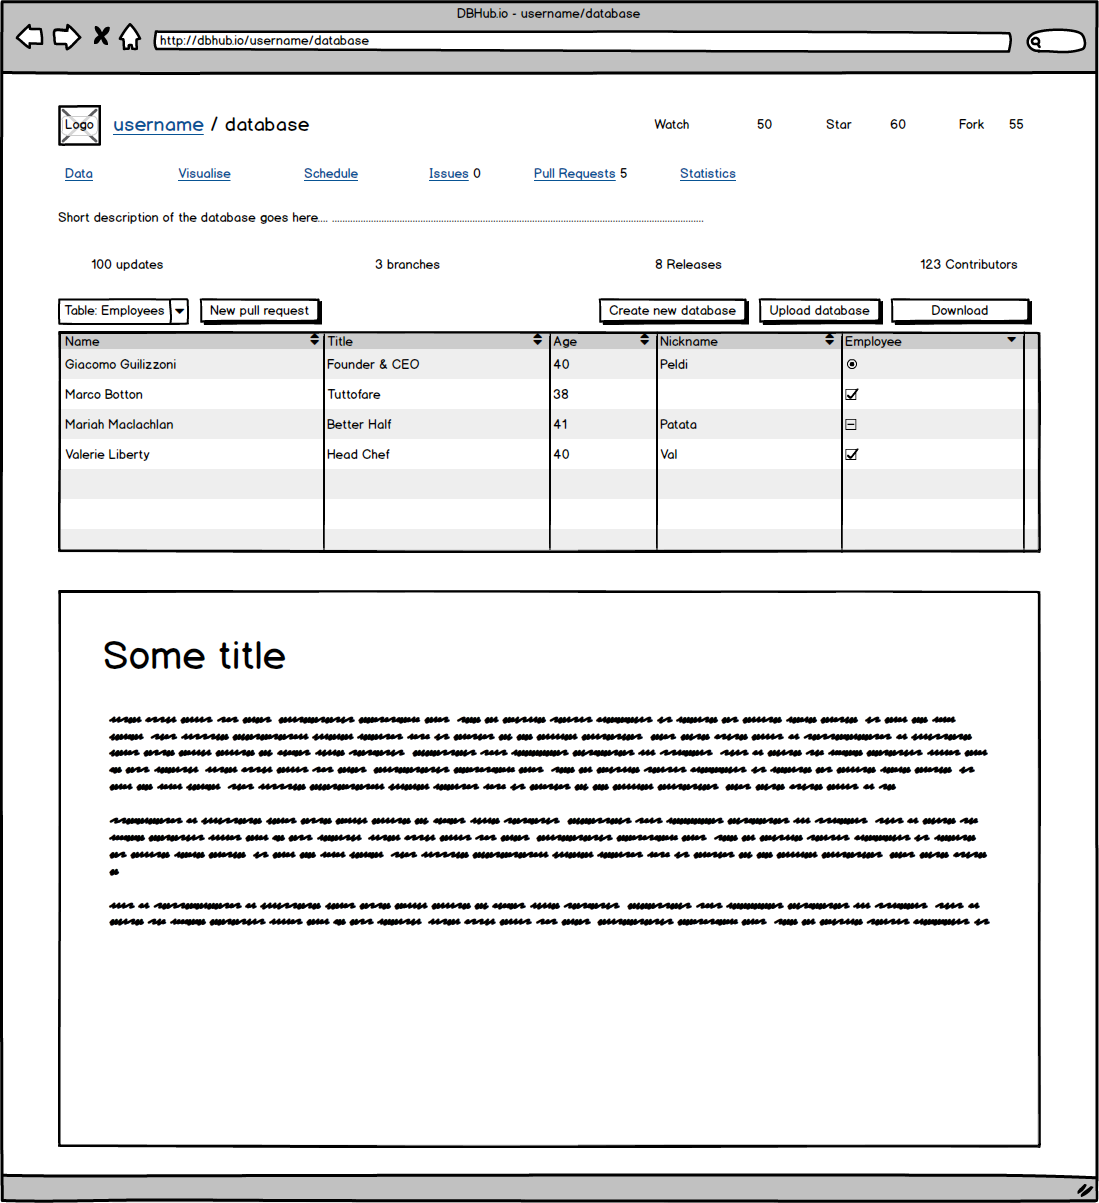 DBHub.io - username/database
http://dbhub.io/username/database
Logo username / database Watch 50 Star 60 Fork 55
Data Visualise Schedule Issues 0 Pull Requests 5 Statistics
Short description of the database goes here.... ................................................................................
100 updates 3 branches 8 Releases 123 Contributors
Table: Employees New pull request Create new database Upload database Download
Name Title Age Nickname Employee
Giacomo Guilizzoni Founder & CEO 40 Peldi
Marco Botton Tuttofare 38
Mariah Maclachlan Better Half 41 Patata
Valerie Liberty Head Chef 40 Val
Some title